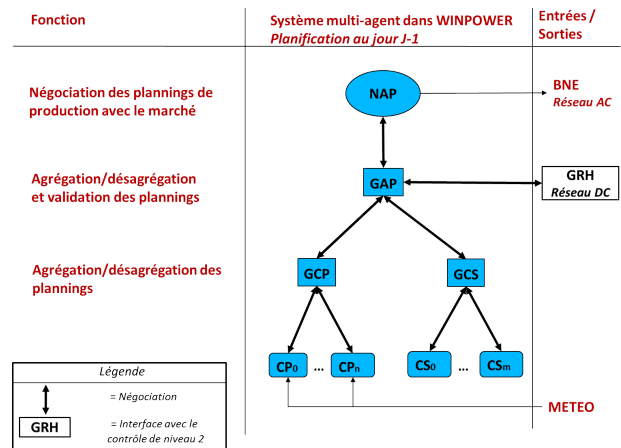 Fonction
Système multi-agent dans WINPOWER
Planification au jour J-1
Entrées /
Sorties
Négociation des plannings de
production avec le marché
NAP
BNE
Réseau AC
Agrégation/désagrégation
et validation des plannings
GAP
GRH
Réseau DC
Agrégation/désagrégation des
plannings
GCP
GCS
CP0
...
CPn
CS0
...
CSm
METEO
Légende
= Négociation
GRH
= Interface avec le
contrôle de niveau 2